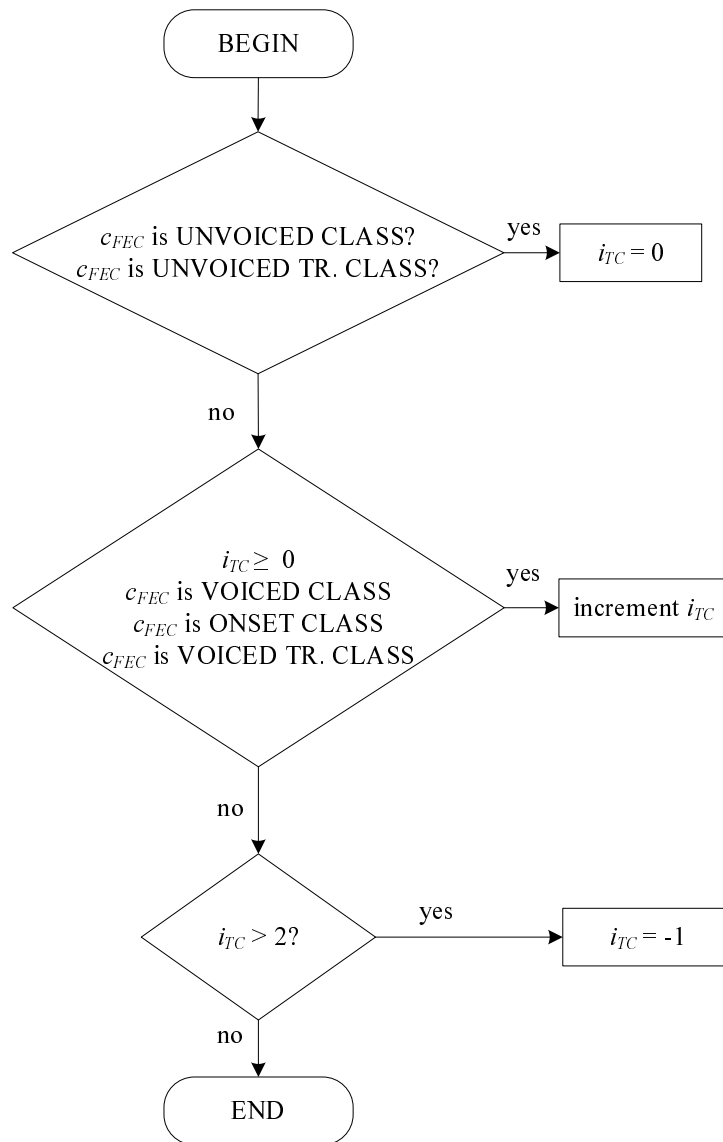 BEGIN
c_FEC is UNVOICED CLASS?
c_FEC is UNVOICED TR. CLASS?
yes
i_TC = 0
no
i_TC ≥ 0
c_FEC is VOICED CLASS
c_FEC is ONSET CLASS
c_FEC is VOICED TR. CLASS
yes
increment i_TC
no
i_TC > 2?
yes
i_TC = -1
no
END